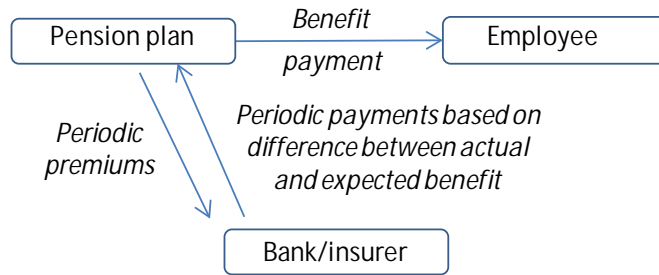 Pension plan
Benefit
payment
Employee
Periodic
premiums
Periodic payments based on
difference between actual
and expected benefit
Bank/insurer